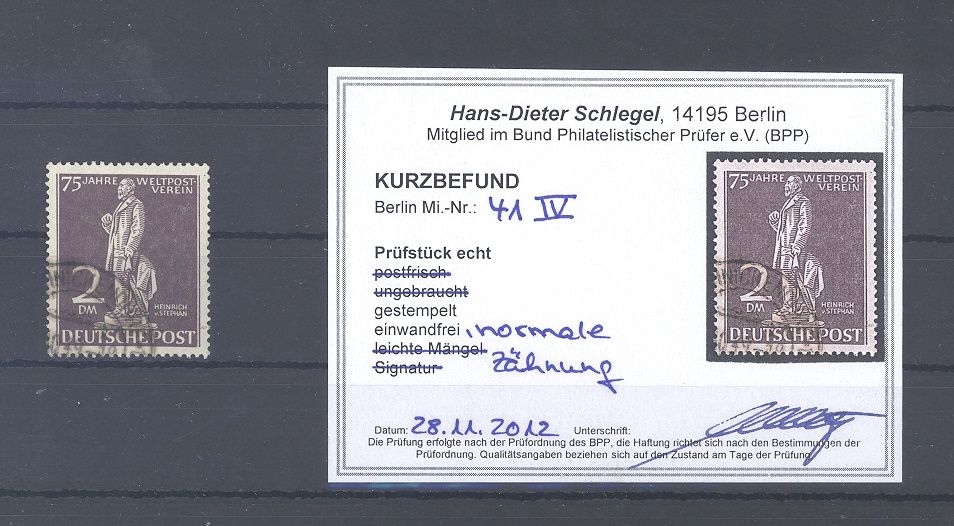 75 JAHRE WELTPOST-
VEREIN
2
DM
HEINRICH
v. STEPHAN
DEUTSCHE POST
Hans-Dieter Schlegel, 14195 Berlin
Mitglied im Bund Philatelistischer Prüfer e.V. (BPP)
KURZBEFUND
Berlin Mi.-Nr.: 41 IV
Prüfstück echt
postfrisch
ungebraucht
gestempelt
einwandfrei, normale
leichte Mängel
Signatur Zähnung
75 JAHRE WELTPOST-
VEREIN
2
DM
HEINRICH
v. STEPHAN
DEUTSCHE POST
Datum: 28.11.2012 Unterschrift:
Die Prüfung erfolgte nach der Prüfordnung des BPP, die Haftung richtet sich nach den Bestimmungen der
Prüfordnung. Qualitätsangaben beziehen sich auf den Zustand am Tage der Prüfung